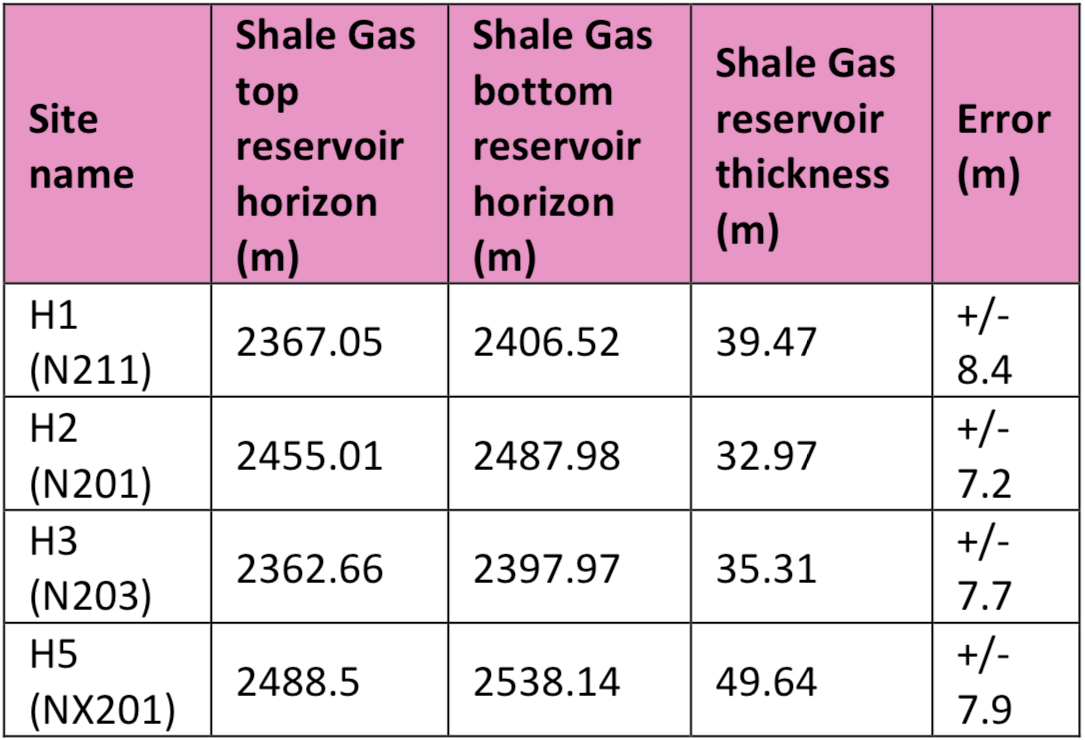 Site
name
Shale Gas
top
reservoir
horizon
(m)
Shale Gas
bottom
reservoir
horizon
(m)
Shale Gas
reservoir
thickness
(m)
Error
(m)
H1
(N211)
2367.05
2406.52
39.47
+/-
8.4
H2
(N201)
2455.01
2487.98
32.97
+/-
7.2
H3
(N203)
2362.66
2397.97
35.31
+/-
7.7
H5
(NX201)
2488.5
2538.14
49.64
+/-
7.9